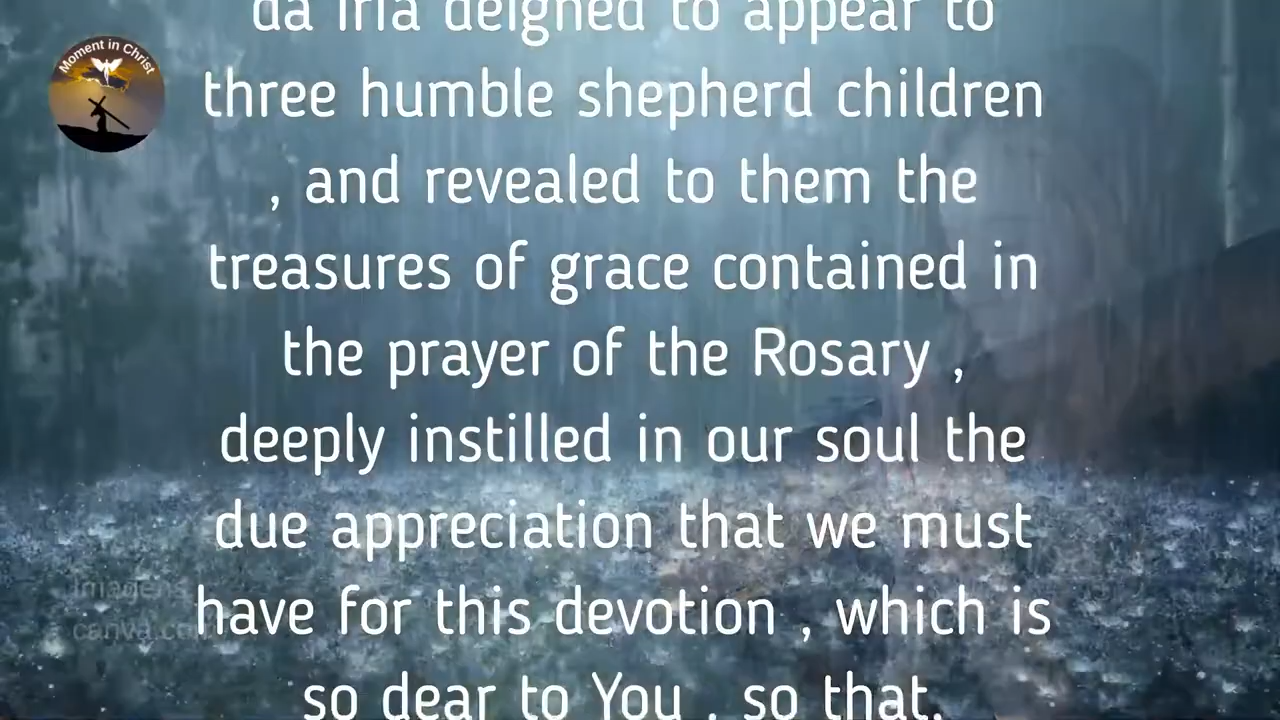 da Iria deigned to appear to
Moment in Christ
three humble shepherd children
, and revealed to them the
treasures of grace contained in
the prayer of the Rosary ,
deeply instilled in our soul the
due appreciation that we must
Imagens
have for this devotion , which is
canva.com
so dear to You , so that,